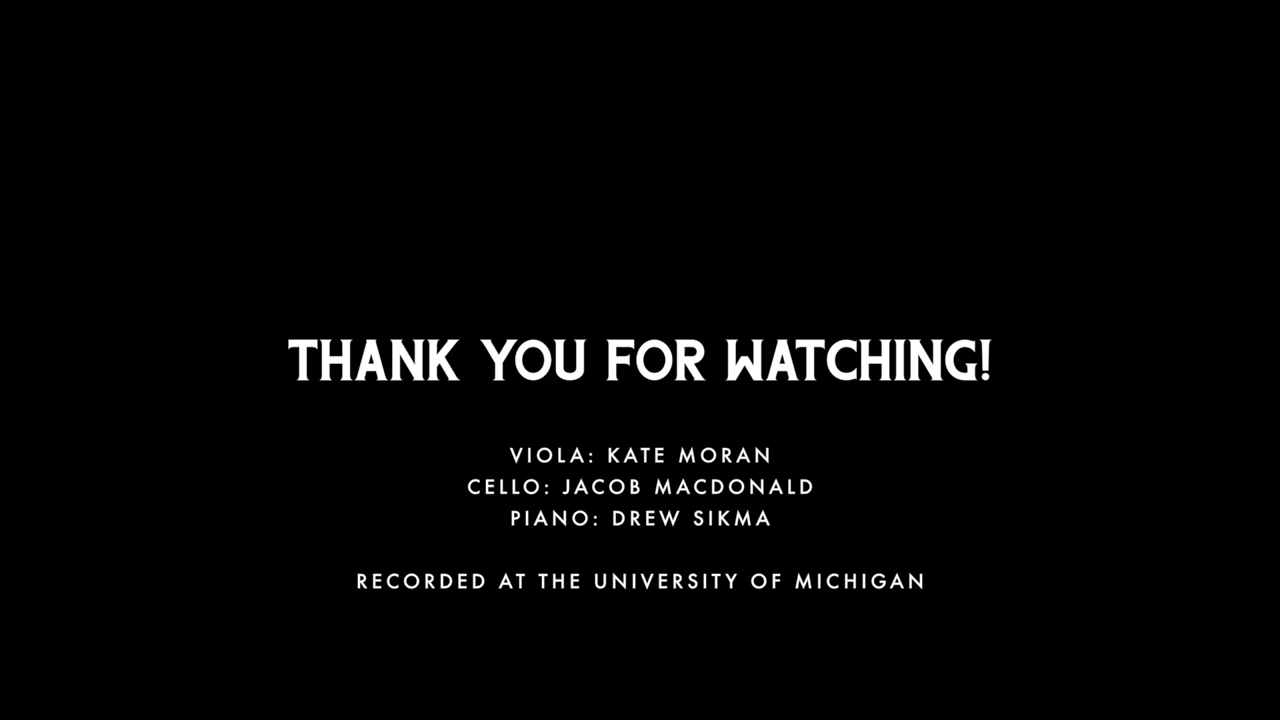 THANK YOU FOR WATCHING!
VIOLA: KATE MORAN
CELLO: JACOB MACDONALD
PIANO: DREW SIKMA
RECORDED AT THE UNIVERSITY OF MICHIGAN